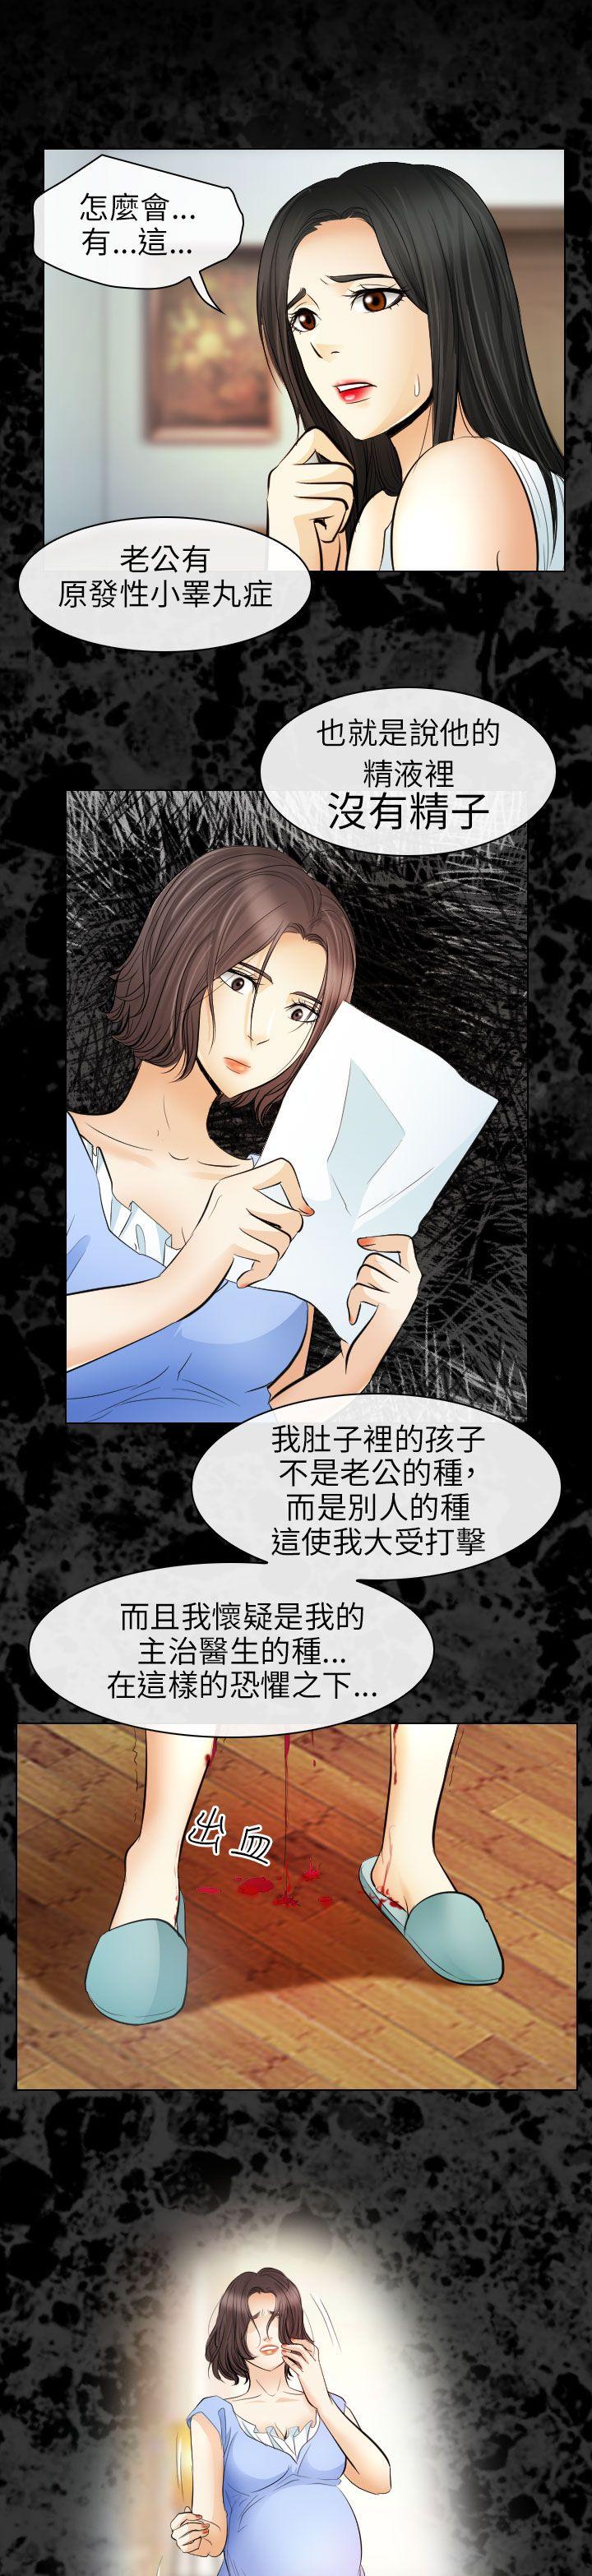 怎麼會...
有...這...
老公有
原發性小睪丸症
也就是說他的
精液裡
沒有精子
我肚子裡的孩子
不是老公的種，
而是別人的種
這使我大受打擊
而且我懷疑是我的
主治醫生的種...
在這樣的恐懼之下...
出血